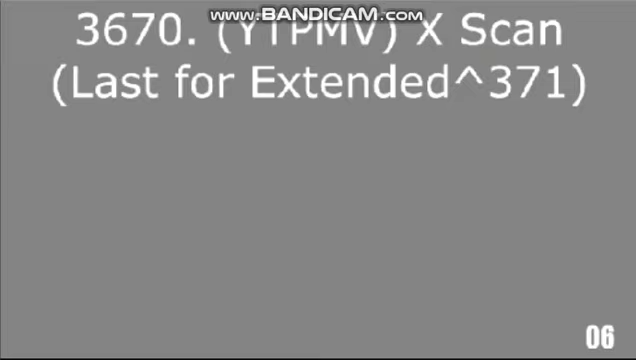 www.BANDICAM.com
3670. (YTPMV) X Scan
(Last for Extended^371)
06